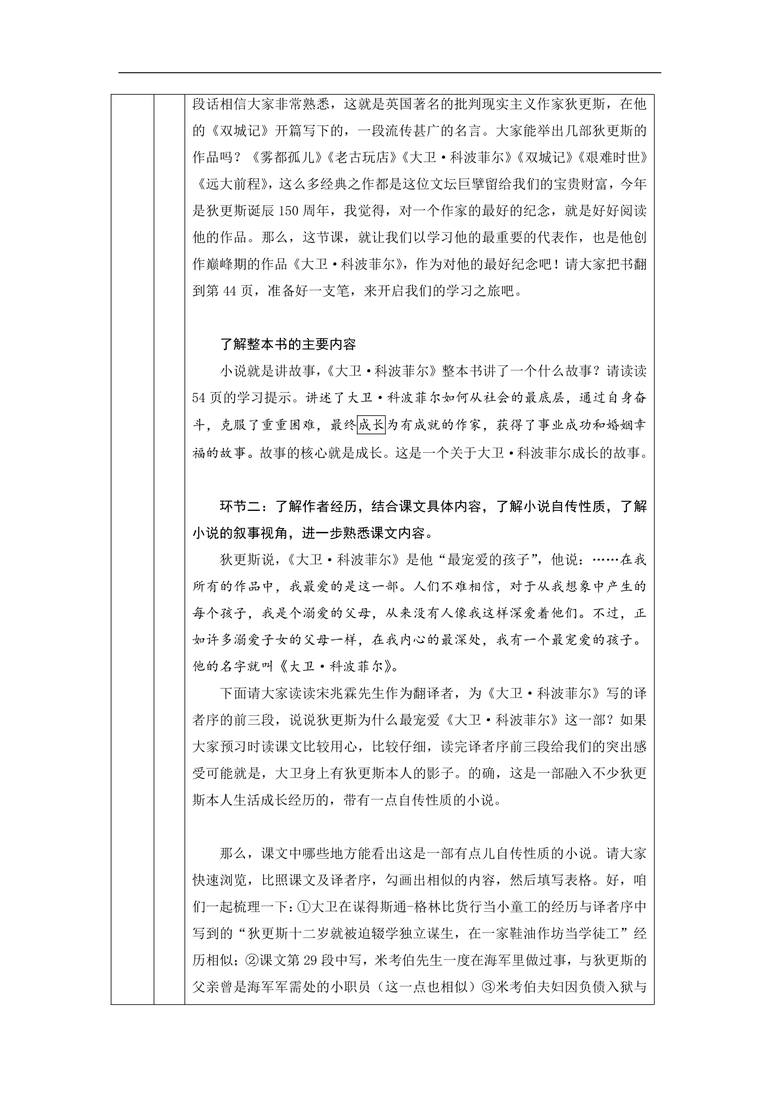 段话相信大家非常熟悉，这就是英国著名的批判现实主义作家狄更斯，在他
的《双城记》开篇写下的，一段流传甚广的名言。大家能举出几部狄更斯的
作品吗？《雾都孤儿》《老古玩店》《大卫·科波菲尔》《双城记》《艰难时世》
《远大前程》，这么多经典之作都是这位文坛巨擘留给我们的宝贵财富，今年
是狄更斯诞辰 150 周年，我觉得，对一个作家的最好的纪念，就是好好阅读
他的作品。那么，这节课，就让我们以学习他的最重要的代表作，也是他创
作巅峰期的作品《大卫·科波菲尔》，作为对他的最好纪念吧！请大家把书翻
到第 44 页，准备好一支笔，来开启我们的学习之旅吧。
了解整本书的主要内容
小说就是讲故事，《大卫·科波菲尔》整本书讲了一个什么故事？请读读
54 页的学习提示。讲述了大卫·科波菲尔如何从社会的最底层，通过自身奋
斗，克服了重重困难，最终成长为有成就的作家，获得了事业成功和婚姻幸
福的故事。故事的核心就是成长。这是一个关于大卫·科波菲尔成长的故事。
环节二：了解作者经历，结合课文具体内容，了解小说自传性质，了解
小说的叙事视角，进一步熟悉课文内容。
狄更斯说，《大卫·科波菲尔》是他“最宠爱的孩子”，他说：……在我
所有的作品中，我最爱的是这一部。人们不难相信，对于从我想象中产生的
每个孩子，我是个溺爱的父母，从来没有人像我这样深爱着他们。不过，正
如许多溺爱子女的父母一样，在我内心的最深处，我有一个最宠爱的孩子。
他的名字就叫《大卫·科波菲尔》。
下面请大家读读宋兆霖先生作为翻译者，为《大卫·科波菲尔》写的译
者序的前三段，说说狄更斯为什么最宠爱《大卫·科波菲尔》这一部？如果
大家预习时读课文比较用心，比较仔细，读完译者序前三段给我们的突出感
受可能就是，大卫身上有狄更斯本人的影子。的确，这是一部融入不少狄更
斯本人生活成长经历的，带有一点自传性质的小说。
那么，课文中哪些地方能看出这是一部有点儿自传性质的小说。请大家
快速浏览，比照课文及译者序，勾画出相似的内容，然后填写表格。好，咱
们一起梳理一下：①大卫在谋得斯通-格林比货行当小童工的经历与译者序中
写到的“狄更斯十二岁就被迫辍学独立谋生，在一家鞋油作坊当学徒工”经
历相似；②课文第 29 段中写，米考伯先生一度在海军里做过事，与狄更斯的
父亲曾是海军军需处的小职员（这一点也相似）③米考伯夫妇因负债入狱与